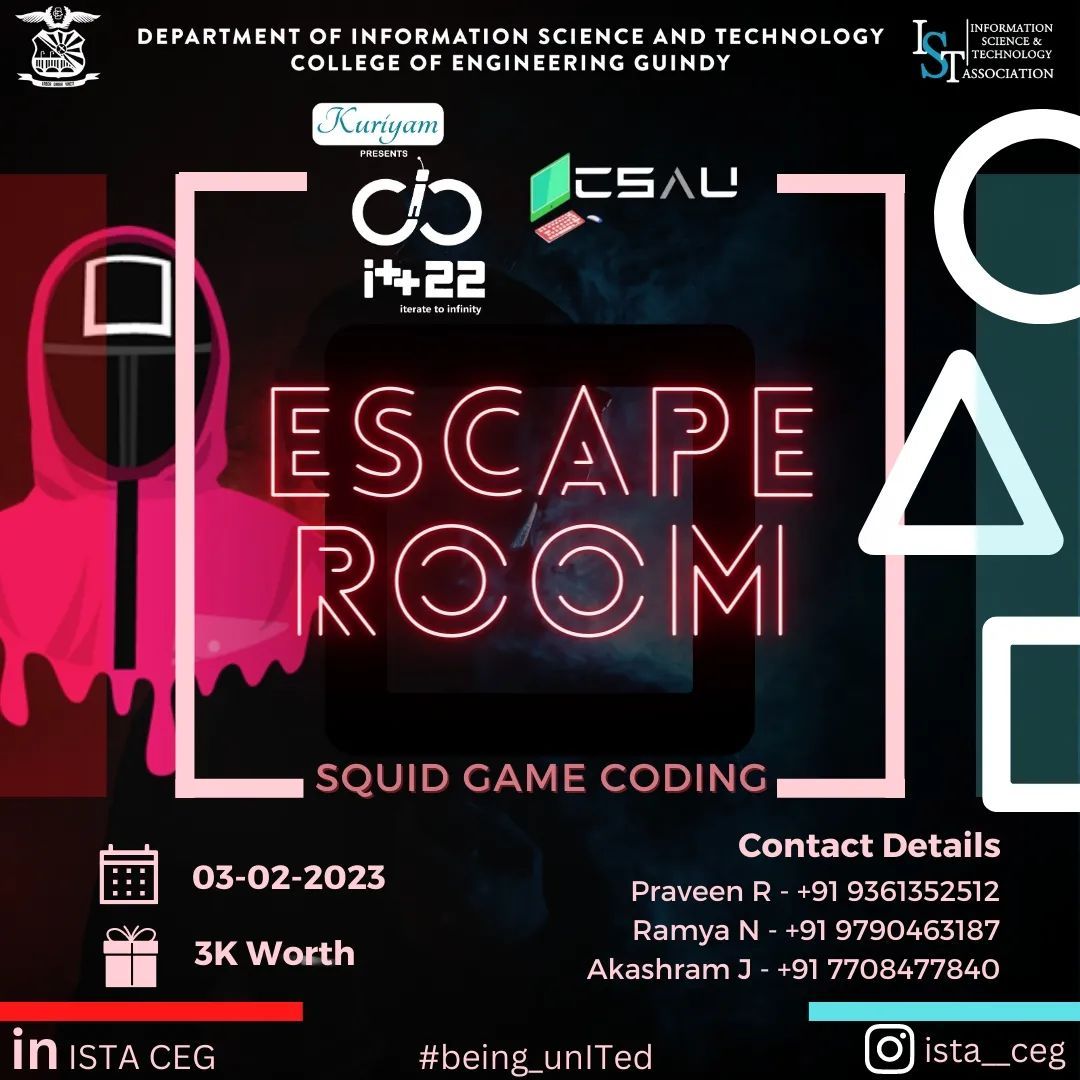 DEPARTMENT OF INFORMATION SCIENCE AND TECHNOLOGY
COLLEGE OF ENGINEERING GUINDY
IST
INFORMATION
SCIENCE &
TECHNOLOGY
ASSOCIATION
Kuriyam
PRESENTS
i++22
iterate to infinity
CSAU
ESCAPE
ROOM
SQUID GAME CODING
03-02-2023
3K Worth
Contact Details
Praveen R - +91 9361352512
Ramya N - +91 9790463187
Akashram J - +91 7708477840
in ISTA CEG
#being_unITed
ista__ceg